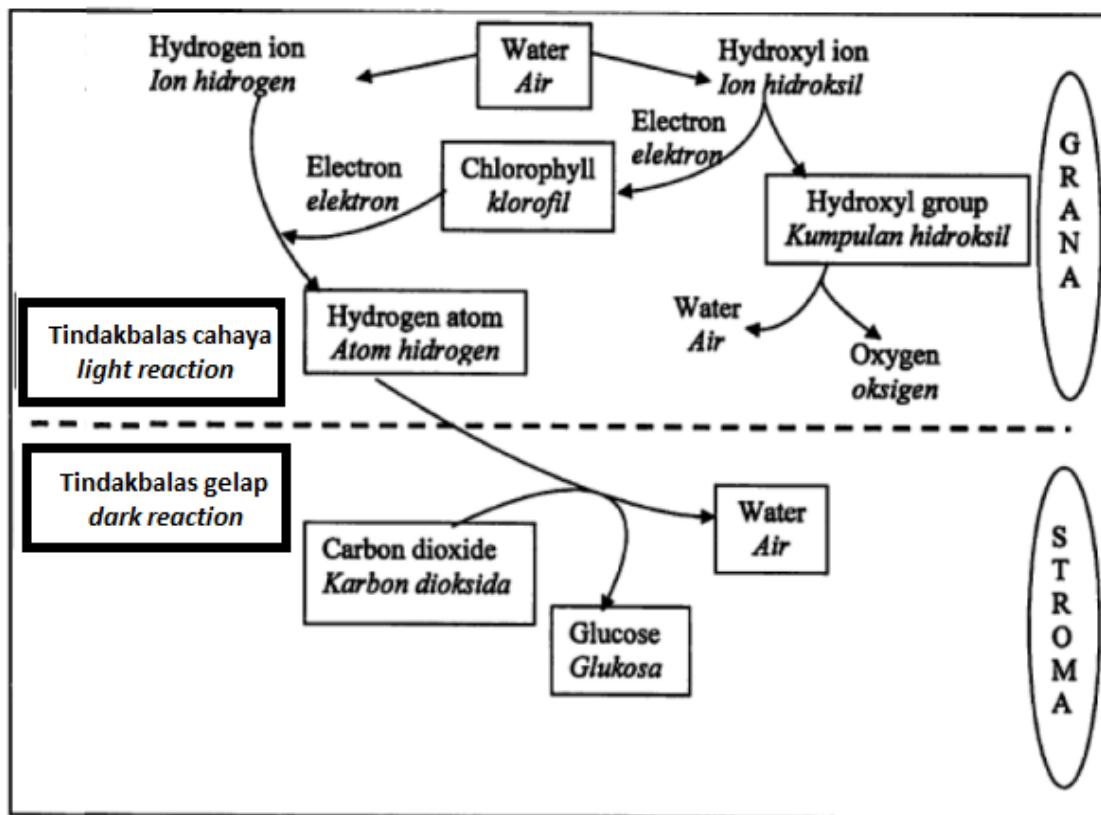 Hydrogen ion
Ion hidrogen
Water
Air
Hydroxyl ion
Ion hidroksil
Electron
elektron
Electron
elektron
Chlorophyll
klorofil
Hydroxyl group
Kumpulan hidroksil
GRANA
Tindakbalas cahaya
light reaction
Hydrogen atom
Atom hidrogen
Water
Air
Oxygen
oksigen
Tindakbalas gelap
dark reaction
Carbon dioxide
Karbon dioksida
Water
Air
Glucose
Glukosa
STROMA